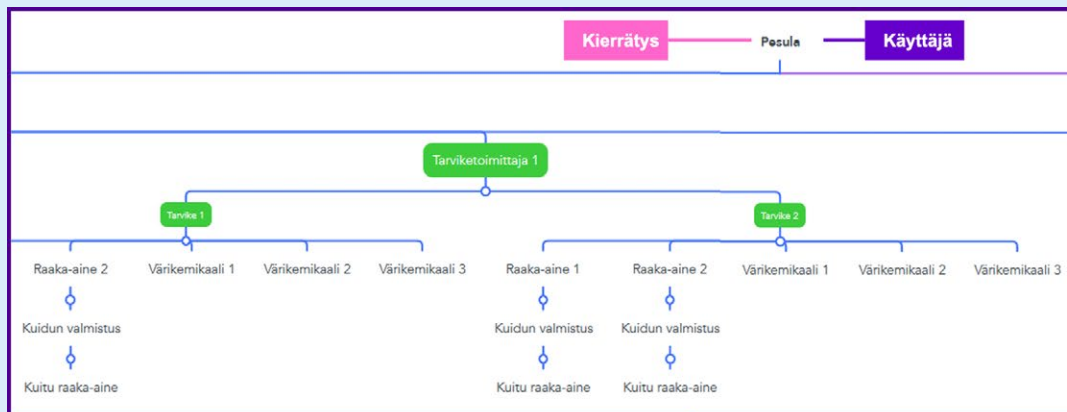 Kierrätys Pesula Käyttäjä
Tarviketoimittaja 1
Tarvike 1 Tarvike 2
Raaka-aine 2 Värikemikaali 1 Värikemikaali 2 Värikemikaali 3 Raaka-aine 1 Raaka-aine 2 Värikemikaali 1 Värikemikaali 2 Värikemikaali 3
Kuidun valmistus Kuidun valmistus Kuidun valmistus
Kuitu raaka-aine Kuitu raaka-aine Kuitu raaka-aine